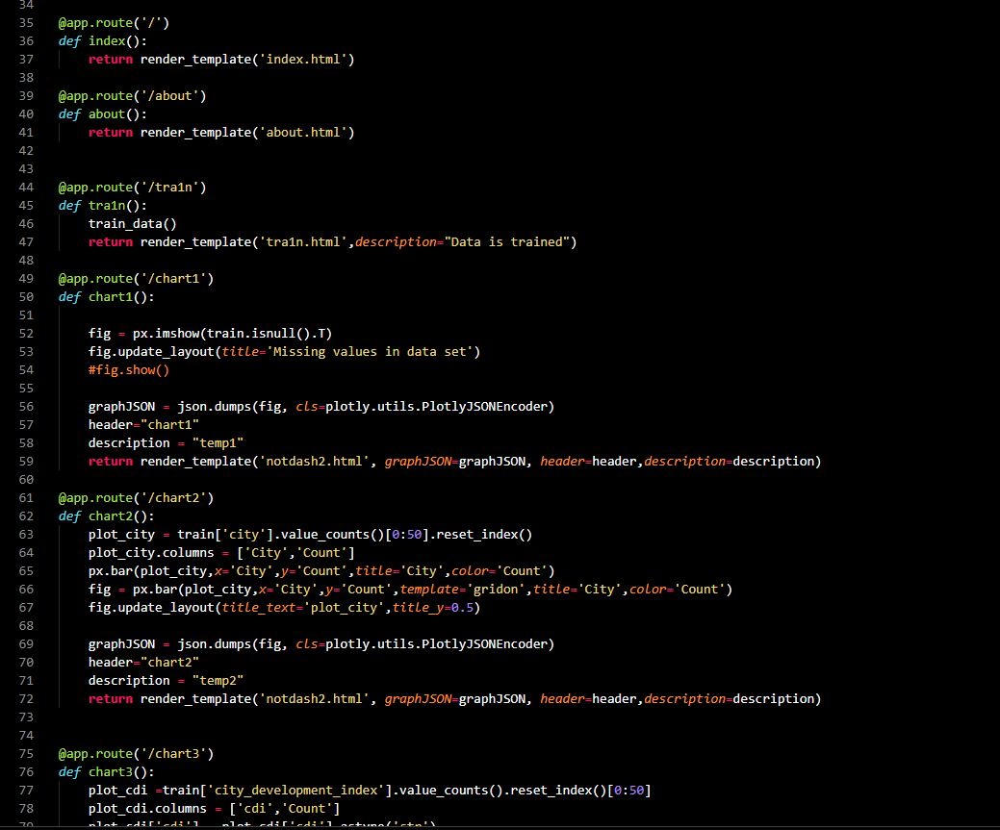 34
35 @app.route('/')
36 def index():
37     return render_template('index.html')
38
39 @app.route('/about')
40 def about():
41     return render_template('about.html')
42
43
44 @app.route('/tra1n')
45 def tra1n():
46     train_data()
47     return render_template('tra1n.html',description="Data is trained")
48
49 @app.route('/chart1')
50 def chart1():
51
52     fig = px.imshow(train.isnull().T)
53     fig.update_layout(title='Missing values in data set')
54     #fig.show()
55
56     graphJSON = json.dumps(fig, cls=plotly.utils.PlotlyJSONEncoder)
57     header="chart1"
58     description = "temp1"
59     return render_template('notdash2.html', graphJSON=graphJSON, header=header,description=description)
60
61 @app.route('/chart2')
62 def chart2():
63     plot_city = train['city'].value_counts()[0:50].reset_index()
64     plot_city.columns = ['City','Count']
65     px.bar(plot_city,x='City',y='Count',title='City',color='Count')
66     fig = px.bar(plot_city,x='City',y='Count',template='gridon',title='City',color='Count')
67     fig.update_layout(title_text='plot_city',title_y=0.5)
68
69     graphJSON = json.dumps(fig, cls=plotly.utils.PlotlyJSONEncoder)
70     header="chart2"
71     description = "temp2"
72     return render_template('notdash2.html', graphJSON=graphJSON, header=header,description=description)
73
74
75 @app.route('/chart3')
76 def chart3():
77     plot_cdi =train['city_development_index'].value_counts().reset_index()[0:50]
78     plot_cdi.columns = ['cdi','Count']
79     plot_cdi['cdi'] = plot_cdi['cdi'].astype('str')